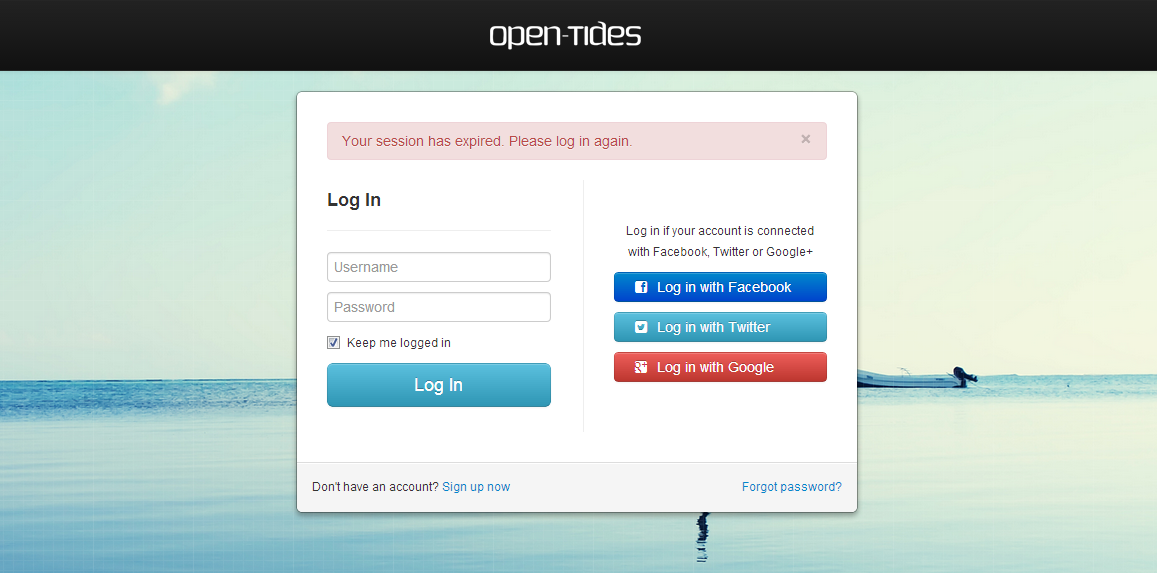 open-tides
Your session has expired. Please log in again.
×
Log In
Username
Password
Keep me logged in
Log In
Log in if your account is connected
with Facebook, Twitter or Google+
Log in with Facebook
Log in with Twitter
Log in with Google
Don't have an account? Sign up now
Forgot password?